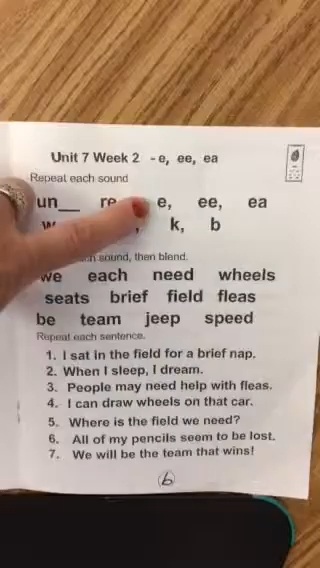 Unit 7 Week 2 - e, ee, ea
Repeat each sound
un__ re e, ee, ea
w , k, b
sound, then blend.
we each need wheels
seats brief field fleas
be team jeep speed
Repeat each sentence.
1. I sat in the field for a brief nap.
2. When I sleep, I dream.
3. People may need help with fleas.
4. I can draw wheels on that car.
5. Where is the field we need?
6. All of my pencils seem to be lost.
7. We will be the team that wins!
6